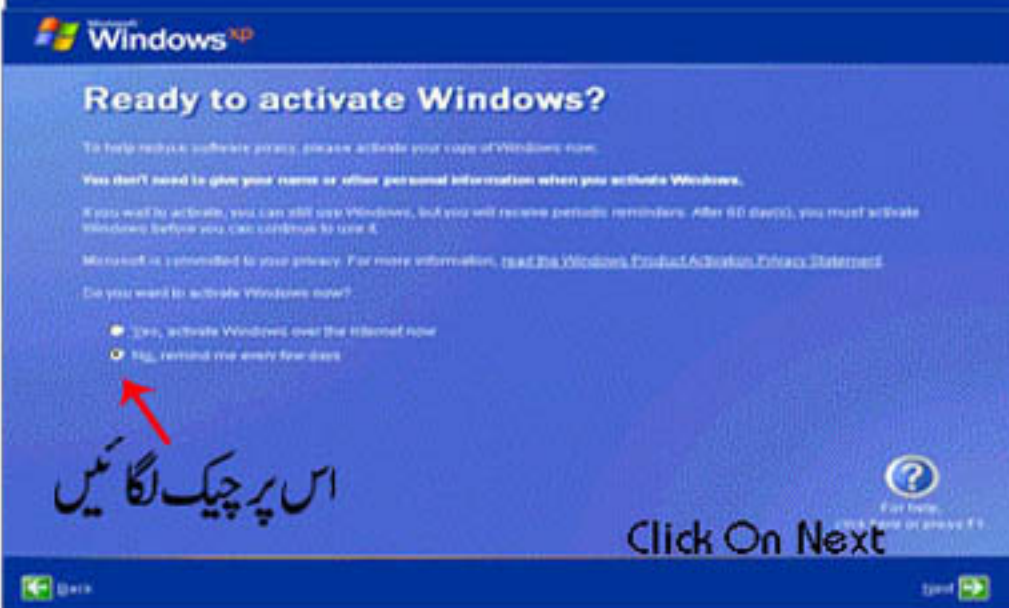 Microsoft
Windows xp
Ready to activate Windows?
To help reduce software piracy, please activate your copy of Windows now.
You don't need to give your name or other personal information when you activate Windows.
If you wait to activate, you can still use Windows, but you will receive periodic reminders. After 60 day(s), you must activate
Windows before you can continue to use it.
Microsoft is committed to your privacy. For more information, read the Windows Product Activation Privacy Statement.
Do you want to activate Windows now?
Yes, activate Windows over the Internet now
No, remind me every few days
اس پر چیک لگائیں
For help,
click here or press F1.
Click On Next
Back
Next